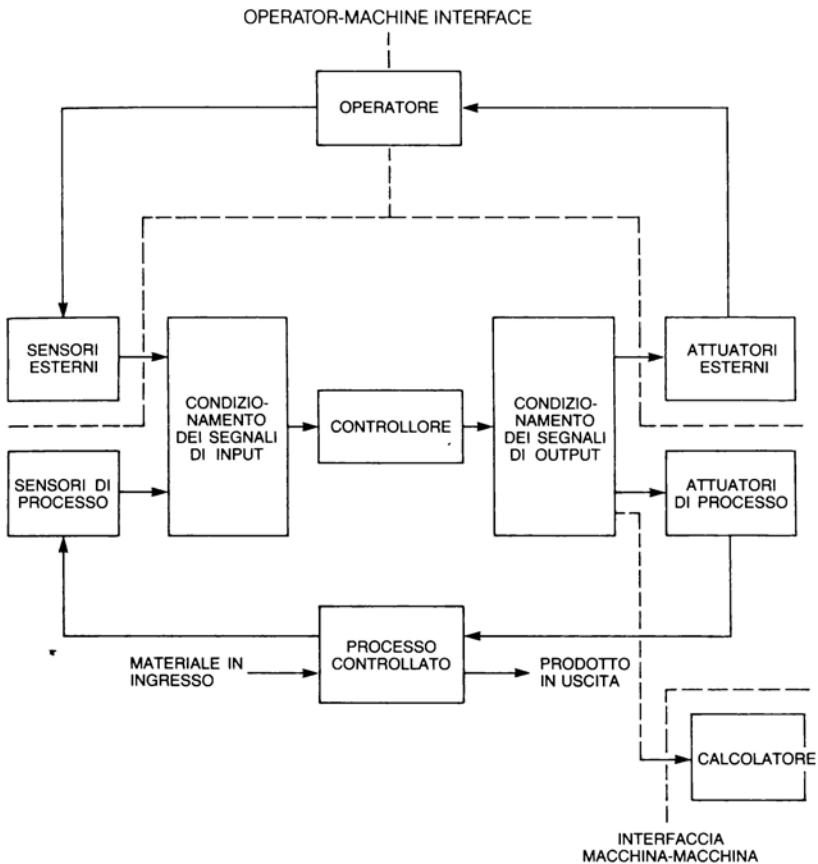 OPERATOR-MACHINE INTERFACE
OPERATORE
SENSORI
ESTERNI
CONDIZIO-
NAMENTO
DEI SEGNALI
DI INPUT
CONTROLLORE
CONDIZIO-
NAMENTO
DEI SEGNALI
DI OUTPUT
ATTUATORI
ESTERNI
SENSORI DI
PROCESSO
ATTUATORI
DI PROCESSO
PROCESSO
CONTROLLATO
MATERIALE IN
INGRESSO
PRODOTTO
IN USCITA
CALCOLATORE
INTERFACCIA
MACCHINA-MACCHINA